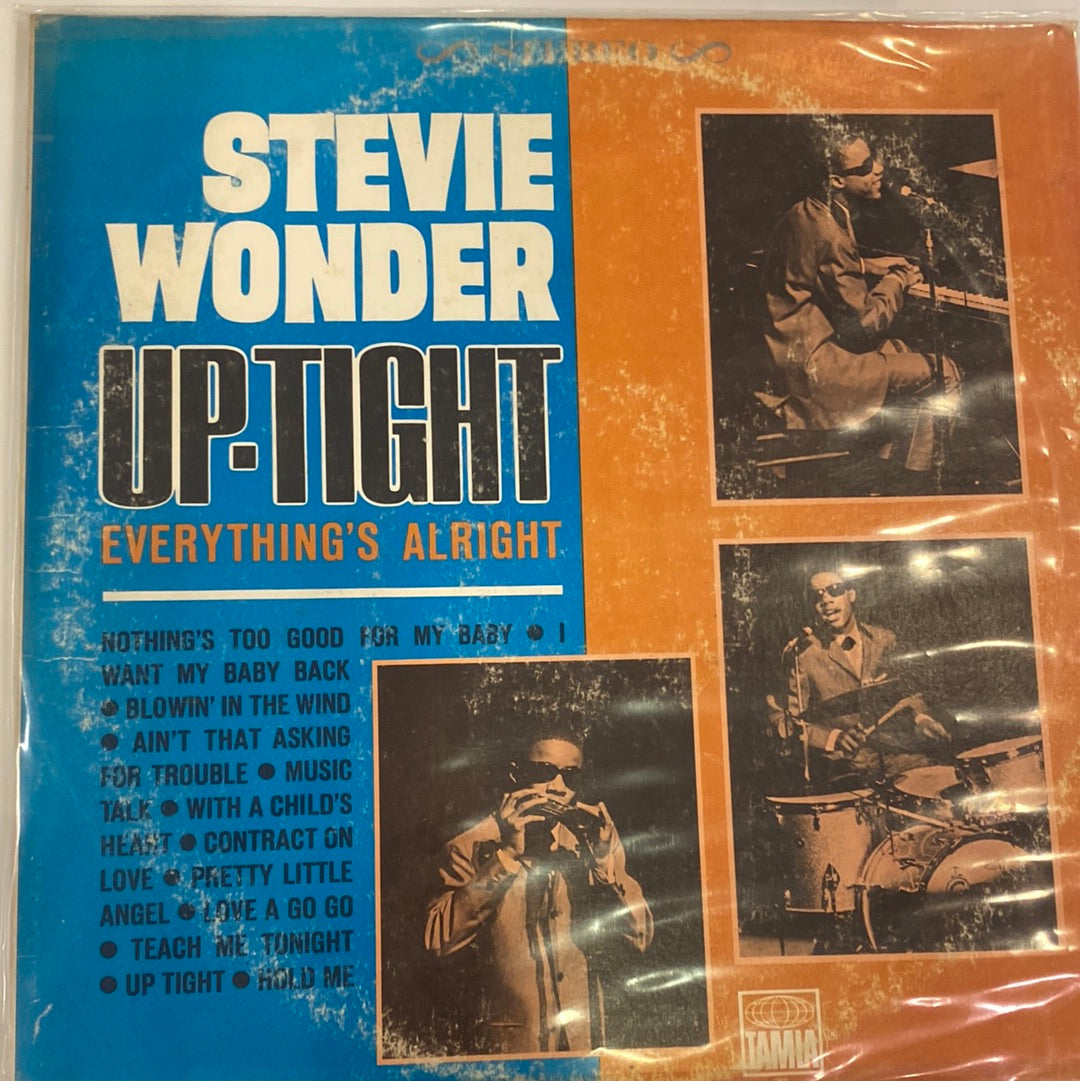 STEREO
STEVIE
WONDER
UP-TIGHT
EVERYTHING'S ALRIGHT
NOTHING'S TOO GOOD FOR MY BABY ● I
WANT MY BABY BACK
● BLOWIN' IN THE WIND
● AIN'T THAT ASKING
FOR TROUBLE ● MUSIC
TALK ● WITH A CHILD'S
HEART ● CONTRACT ON
LOVE ● PRETTY LITTLE
ANGEL ● LOVE A GO GO
● TEACH ME TONIGHT
● UP TIGHT ● HOLD ME
TAMLA